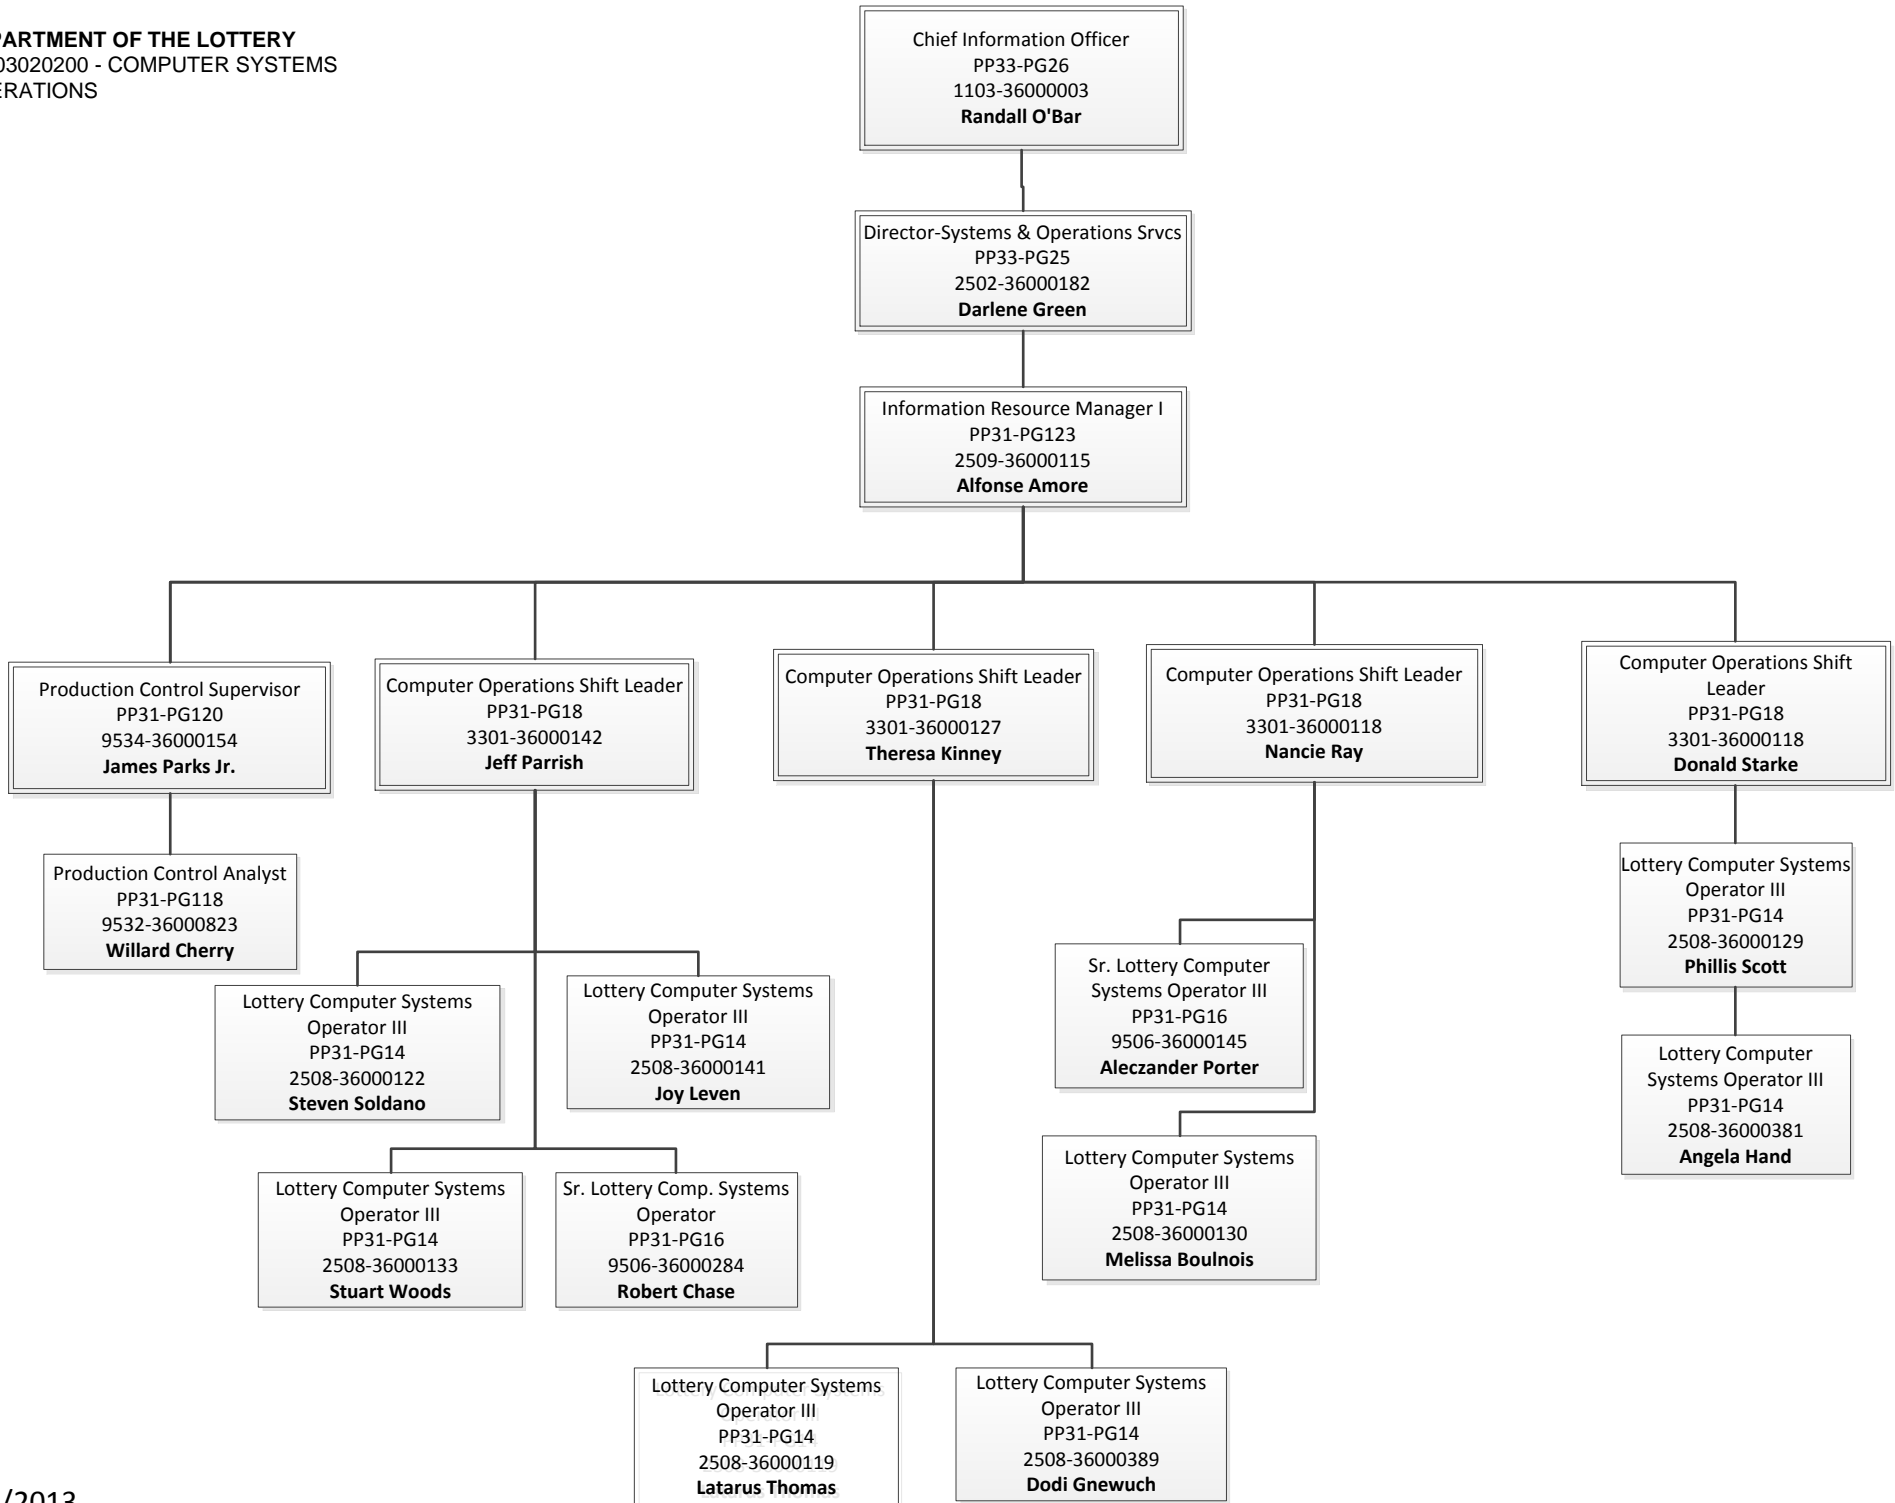 PARTMENT OF THE LOTTERY
03020200 - COMPUTER SYSTEMS
ERATIONS
Chief Information Officer
PP33-PG26
1103-36000003
Randall O'Bar
Director-Systems & Operations Srvcs
PP33-PG25
2502-36000182
Darlene Green
Information Resource Manager I
PP31-PG123
2509-36000115
Alfonse Amore
Production Control Supervisor
PP31-PG120
9534-36000154
James Parks Jr.
Computer Operations Shift Leader
PP31-PG18
3301-36000142
Jeff Parrish
Computer Operations Shift Leader
PP31-PG18
3301-36000127
Theresa Kinney
Computer Operations Shift Leader
PP31-PG18
3301-36000118
Nancie Ray
Computer Operations Shift
Leader
PP31-PG18
3301-36000118
Donald Starke
Production Control Analyst
PP31-PG118
9532-36000823
Willard Cherry
Lottery Computer Systems
Operator III
PP31-PG14
2508-36000122
Steven Soldano
Lottery Computer Systems
Operator III
PP31-PG14
2508-36000141
Joy Leven
Lottery Computer Systems
Operator III
PP31-PG14
2508-36000133
Stuart Woods
Sr. Lottery Comp. Systems
Operator
PP31-PG16
9506-36000284
Robert Chase
Lottery Computer Systems
Operator III
PP31-PG14
2508-36000119
Latarus Thomas
Lottery Computer Systems
Operator III
PP31-PG14
2508-36000389
Dodi Gnewuch
Sr. Lottery Computer
Systems Operator III
PP31-PG16
9506-36000145
Aleczander Porter
Lottery Computer Systems
Operator III
PP31-PG14
2508-36000130
Melissa Boulnois
Lottery Computer Systems
Operator III
PP31-PG14
2508-36000129
Phillis Scott
Lottery Computer
Systems Operator III
PP31-PG14
2508-36000381
Angela Hand
/2013